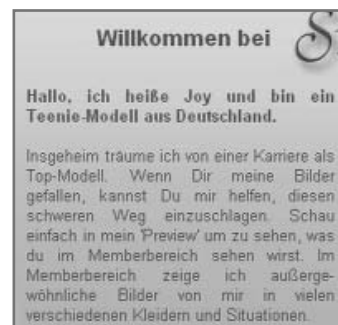 Willkommen bei S
Hallo, ich heiße Joy und bin ein
Teenie-Modell aus Deutschland.
Insgeheim träume ich von einer Karriere als
Top-Modell. Wenn Dir meine Bilder
gefallen, kannst Du mir helfen, diesen
schweren Weg einzuschlagen. Schau
einfach in mein 'Preview' um zu sehen, was
du im Memberbereich sehen wirst. Im
Memberbereich zeige ich außerge-
wöhnliche Bilder von mir in vielen
verschiedenen Kleidern und Situationen.